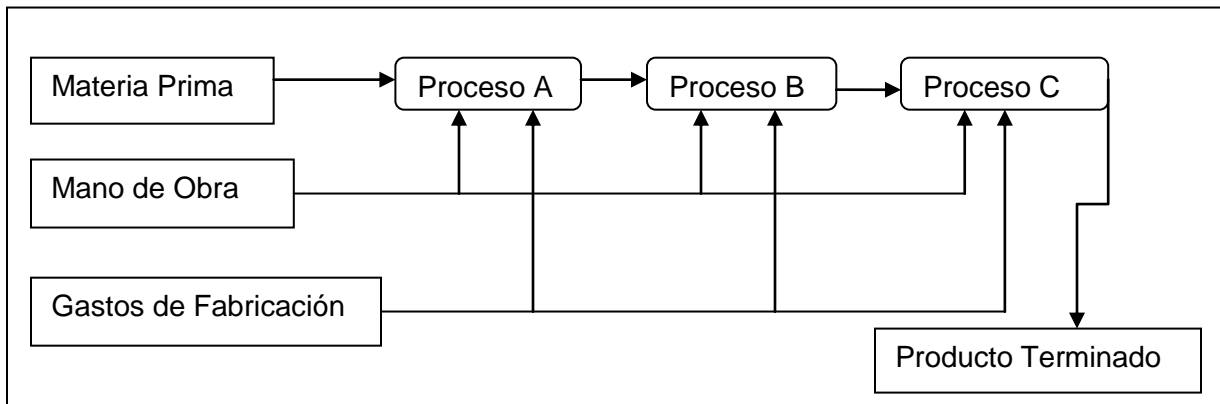 Materia Prima
Proceso A
Proceso B
Proceso C
Mano de Obra
Gastos de Fabricación
Producto Terminado